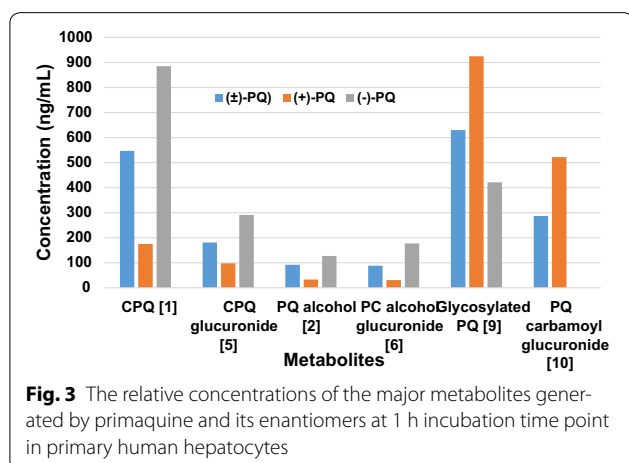 1000
900
800
700
600
500
400
300
200
100
0
Concentration (ng/mL)
(±)-PQ) (+)-PQ (-)-PQ
CPQ [1] CPQ glucuronide [5] PQ alcohol [2] PC alcohol glucuronide [6] Glycosylated PQ [9] PQ carbamoyl glucuronide [10]
Metabolites
Fig. 3 The relative concentrations of the major metabolites gener-
ated by primaquine and its enantiomers at 1 h incubation time point
in primary human hepatocytes